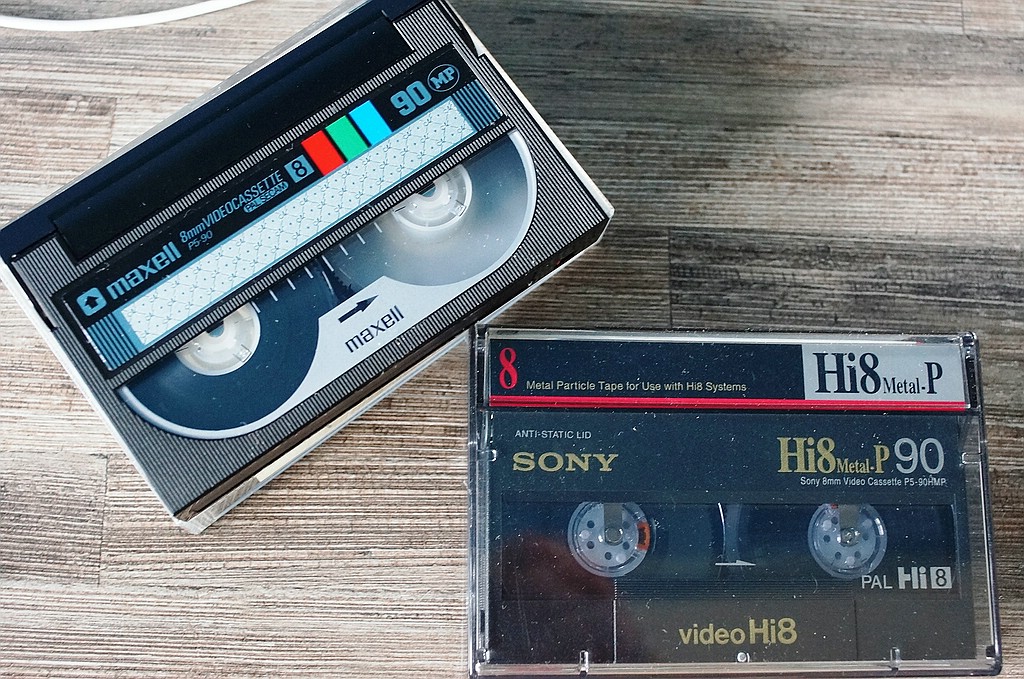 maxell
8mm VIDEOCASSETTE
P5-90
PAL SECAM
8
90
MP
maxell
8
Metal Particle Tape for Use with Hi8 Systems
Hi8 Metal-P
ANTI-STATIC LID
SONY
Hi8 Metal-P 90
Sony 8mm Video Cassette P5-90HMP
PAL Hi8
video Hi8